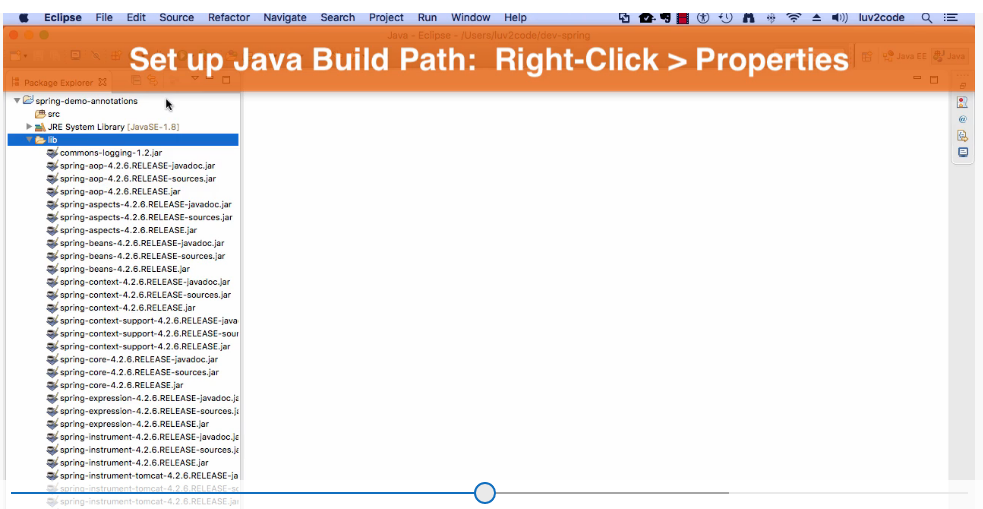 Eclipse File Edit Source Refactor Navigate Search Project Run Window Help luv2code
Java - Eclipse - /Users/luv2code/dev-spring
Set up Java Build Path: Right-Click > Properties
Java EE Java
Package Explorer
spring-demo-annotations
src
JRE System Library [JavaSE-1.8]
lib
commons-logging-1.2.jar
spring-aop-4.2.6.RELEASE-javadoc.jar
spring-aop-4.2.6.RELEASE-sources.jar
spring-aop-4.2.6.RELEASE.jar
spring-aspects-4.2.6.RELEASE-javadoc.jar
spring-aspects-4.2.6.RELEASE-sources.jar
spring-aspects-4.2.6.RELEASE.jar
spring-beans-4.2.6.RELEASE-javadoc.jar
spring-beans-4.2.6.RELEASE-sources.jar
spring-beans-4.2.6.RELEASE.jar
spring-context-4.2.6.RELEASE-javadoc.jar
spring-context-4.2.6.RELEASE-sources.jar
spring-context-4.2.6.RELEASE.jar
spring-context-support-4.2.6.RELEASE-java
spring-context-support-4.2.6.RELEASE-sour
spring-context-support-4.2.6.RELEASE.jar
spring-core-4.2.6.RELEASE-javadoc.jar
spring-core-4.2.6.RELEASE-sources.jar
spring-core-4.2.6.RELEASE.jar
spring-expression-4.2.6.RELEASE-javadoc.ja
spring-expression-4.2.6.RELEASE-sources.ja
spring-expression-4.2.6.RELEASE.jar
spring-instrument-4.2.6.RELEASE-javadoc.ja
spring-instrument-4.2.6.RELEASE-sources.ja
spring-instrument-4.2.6.RELEASE.jar
spring-instrument-tomcat-4.2.6.RELEASE-ja
spring-instrument-tomcat-4.2.6.RELEASE-so
spring-instrument-tomcat-4.2.6.RELEASE.jar